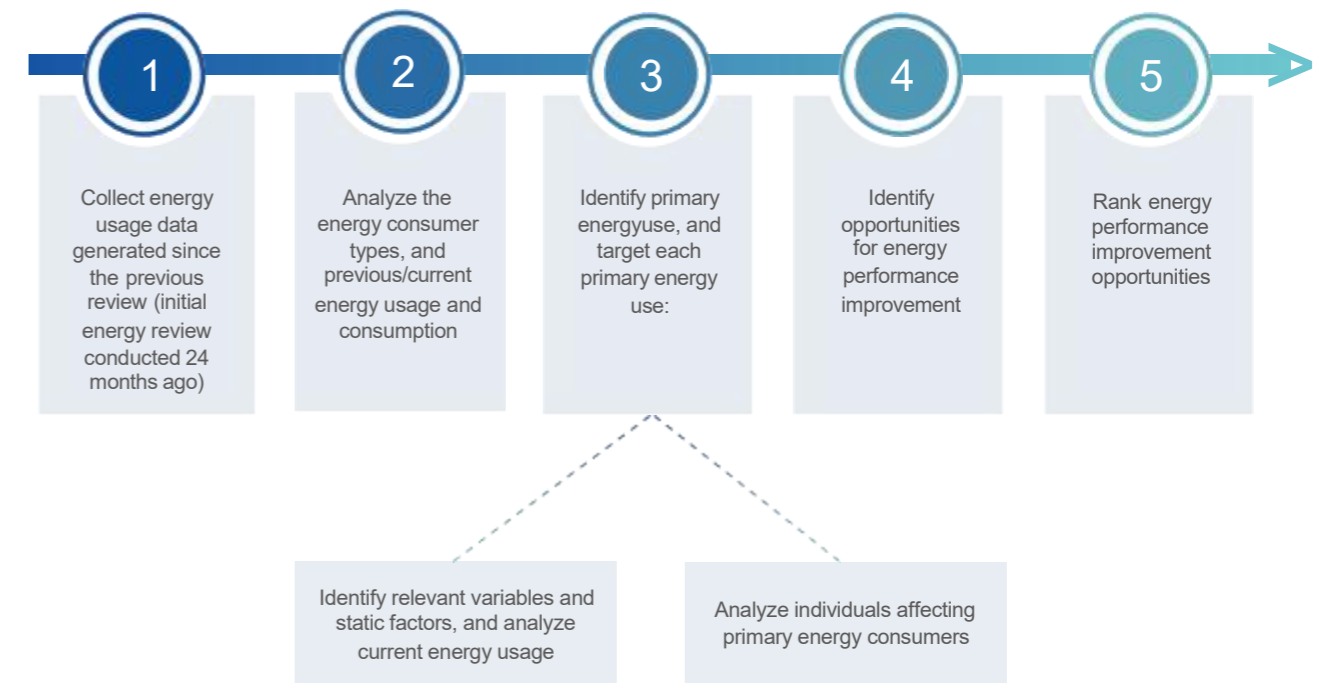 1
Collect energy
usage data
generated since
the previous
review (initial
energy review
conducted 24
months ago)
2
Analyze the
energy consumer
types, and
previous/current
energy usage and
consumption
3
Identify primary
energyuse, and
target each
primary energy
use:
4
Identify
opportunities
for energy
performance
improvement
5
Rank energy
performance
improvement
opportunities
Identify relevant variables and
static factors, and analyze
current energy usage
Analyze individuals affecting
primary energy consumers